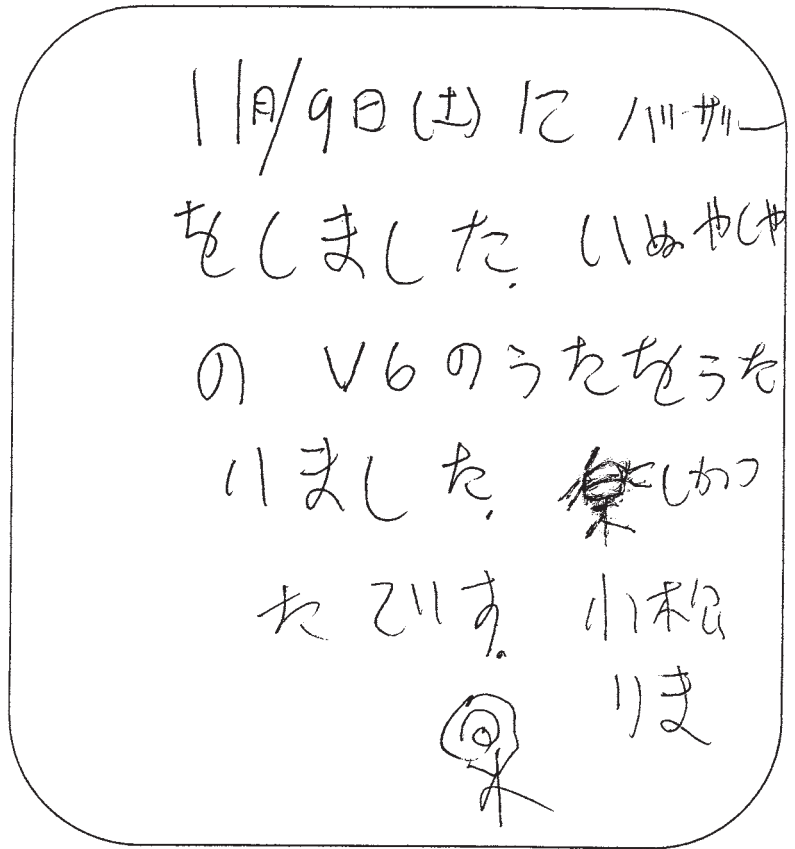 11月/9日(土)に バーザー
をしました. いぬやしゃ
の V6のうたをうた
いました. 楽しかっ
たです. 小松
りま